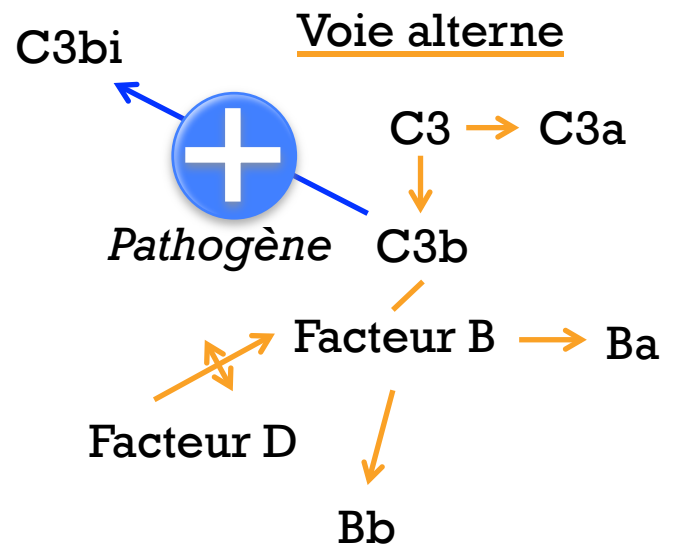 Voie alterne
C3bi
C3
C3a
Pathogène
C3b
Facteur B
Ba
Facteur D
Bb